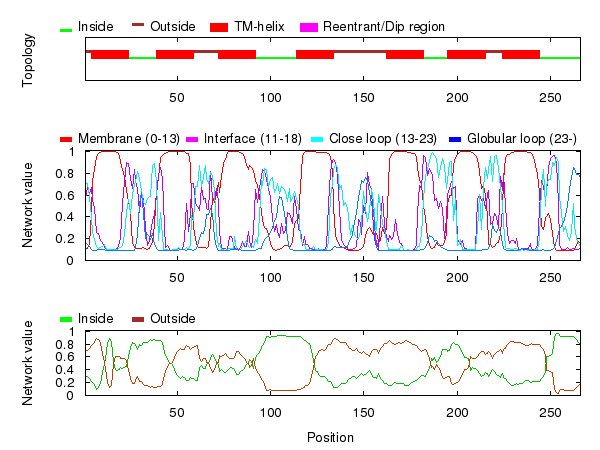 Inside Outside TM-helix Reentrant/Dip region
Topology
50 100 150 200 250
Membrane (0-13) Interface (11-18) Close loop (13-23) Globular loop (23-)
Network value
1
0.8
0.6
0.4
0.2
0
50 100 150 200 250
Inside Outside
Network value
1
0.8
0.6
0.4
0.2
0
50 100 150 200 250
Position